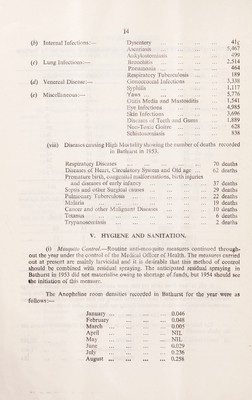 14
(b) Internal Infections:— Dysentery ... ... ... 41
Ascariasis ... ... ... 5,467
Ankylostomiasis ... ... ... 499
(c) Lung Infections:— Bronchitis ... ... ... 2,314
Pneumonia ... ... ... 464
Respiratory Tuberculosis ... 189
(d) Venereal Disease:— Gonococcal Infections ... 3,338
Syphilis ... ... ... 1,117
(e) Miscellaneous:— Yaws ... ... ... 5,776
Otitis Media and Mastoiditis 1,541
Eye Infections ... ... ... 4,985
Skin Infections ... ... ... 3,696
Diseases of Teeth and Gums 1,889
Non-Toxic Goitre ... ... 44
Schistosomiasis ... ... 838
(viii) Diseases causing High Mortality showing the number of deaths recorded
in Bathurst in 1953.
Respiratory Diseases ... ... ... ... 70 deaths
Diseases of Heart, Circulatory System and Old age ... 62 deaths
Premature birth, congenital malformations, birth injuries
and diseases of early infancy ... ... ... 37 deaths
Sepsis and other Surgical causes ... ... ... 29 deaths
Pulmonary Tuberculosis ... ... ... ... 22 deaths
Malaria ... ... ... ... 19 deaths
Cancer and other Malignant Diseases ... ... 10 deaths
Tetanus ... ... ... ... 6 deaths
Trypanosomiasis ... ... ... ... 2 deaths
V. HYGIENE AND SANITATION.
(i) Mosquito Control.—Routine anti-mosquito measures continued through-
out the year under the control of the Medical Officer of Health. The measures carried
out at present are mainly larvicidal and it is desirable that this method of control
should be combined with residual spraying. The anticipated residual spraying in
Bathurst in 1953 did not materialise owing to shortage of funds, but 1954 should see
the initiation of this measure.
The Anopheline room densities recorded in Bathurst for the year were as
follows:—
January ... ... ... 0.046
February ... ... ... 0.048
March ... ... ... 0.005
April ... ... ... NIL
May ... ... ... NIL
June ... ... ... 0.029
July ... ... ... 0.236
August ... ... ... 0.258